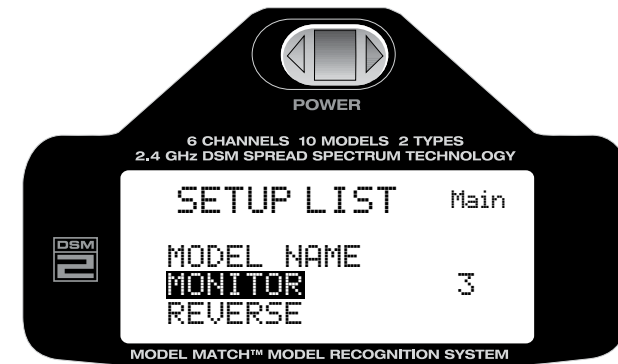 POWER
6 CHANNELS 10 MODELS 2 TYPES
2.4 GHz DSM SPREAD SPECTRUM TECHNOLOGY
SETUP LIST Main
DSM
2
MODEL NAME
MONITOR 3
REVERSE
MODEL MATCH™ MODEL RECOGNITION SYSTEM